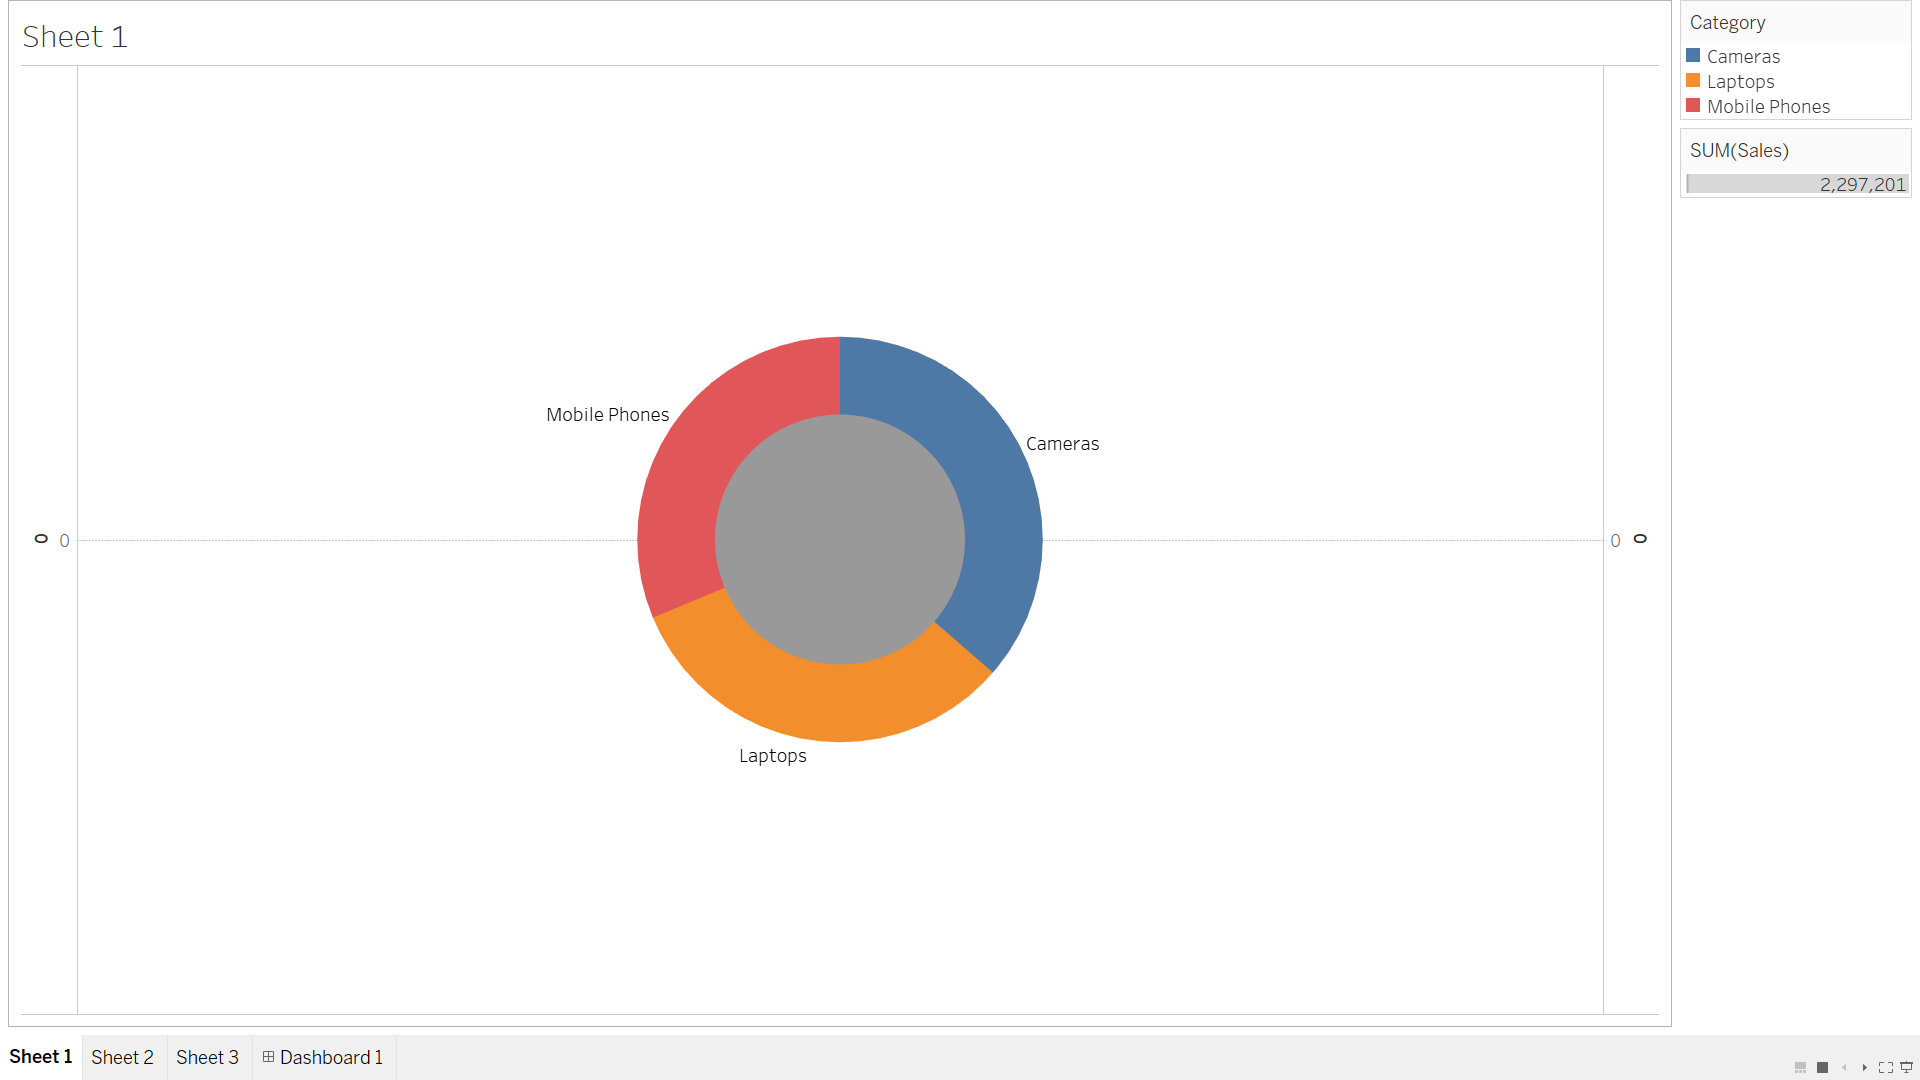 Sheet 1
Category
Cameras
Laptops
Mobile Phones
SUM(Sales)
2,297,201
Mobile Phones
Cameras
0 0
0 0
Laptops
Sheet 1 Sheet 2 Sheet 3 Dashboard 1